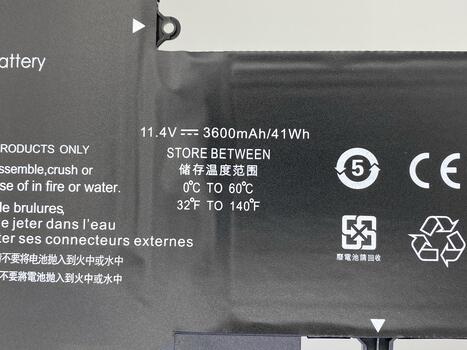 attery
11.4V ⎓ 3600mAh/41Wh
RODUCTS ONLY
STORE BETWEEN
储存温度范围
0°C TO 60°C
32°F TO 140°F
ssemble,crush or
se of in fire or water.
de brulures,
e jeter dans l'eau
ter ses connecteurs externes
不要将电池抛入到火中或水中
不要將電池拋入到火中或水中
5
CE
廢電池請回收